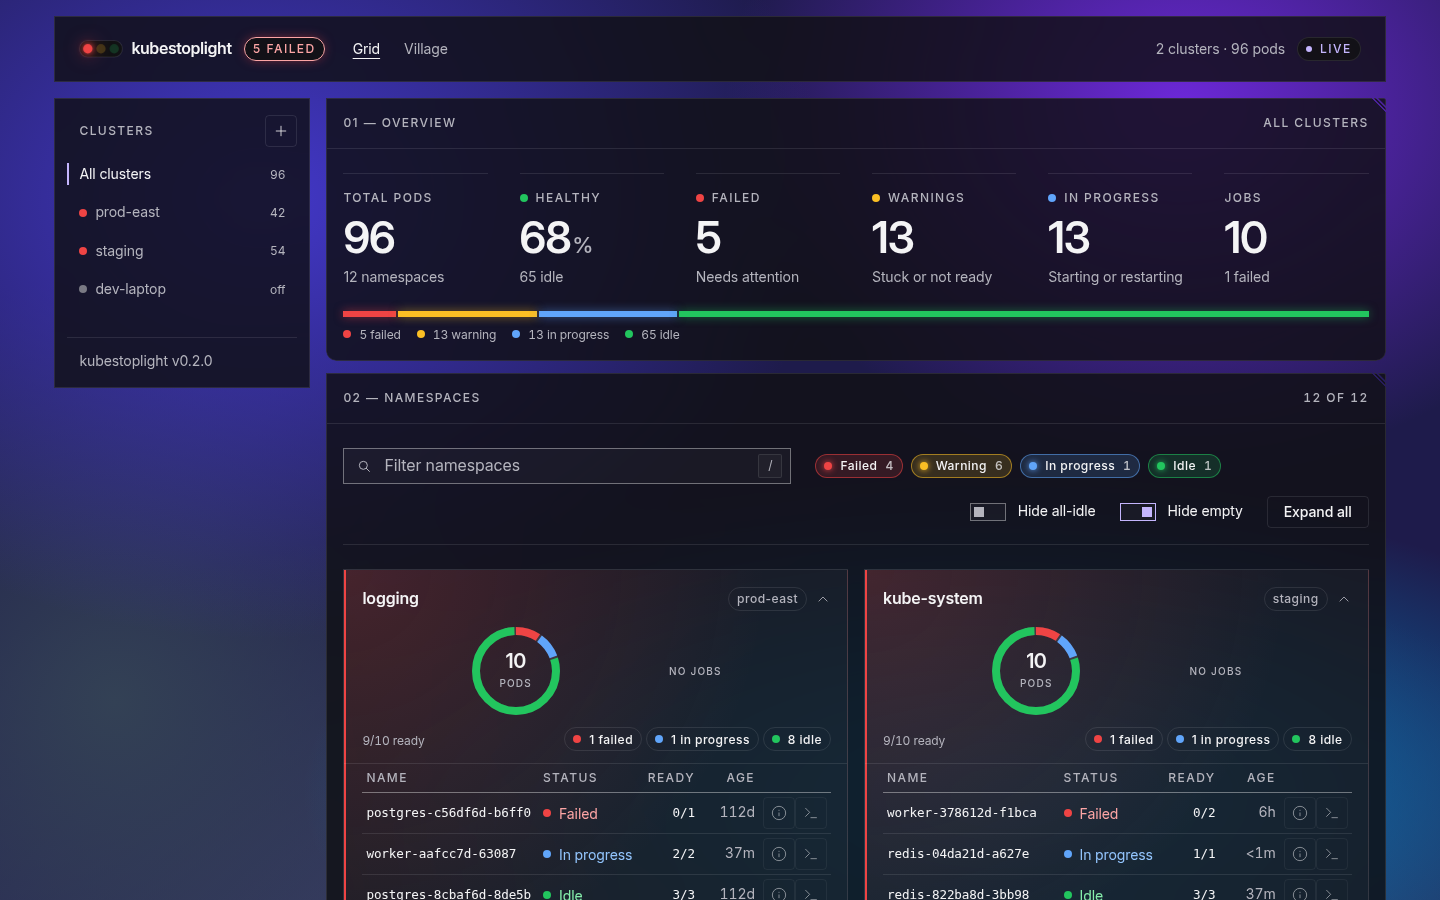 kubestoplight 5 FAILED Grid Village 2 clusters · 96 pods LIVE
CLUSTERS
All clusters 96
prod-east 42
staging 54
dev-laptop off
kubestoplight v0.2.0
01 — OVERVIEW ALL CLUSTERS
TOTAL PODS HEALTHY FAILED WARNINGS IN PROGRESS JOBS
96 68% 5 13 13 10
12 namespaces 65 idle Needs attention Stuck or not ready Starting or restarting 1 failed
5 failed 13 warning 13 in progress 65 idle
02 — NAMESPACES 12 OF 12
Filter namespaces / Failed 4 Warning 6 In progress 1 Idle 1
Hide all-idle Hide empty Expand all
logging prod-east
10
PODS
NO JOBS
9/10 ready 1 failed 1 in progress 8 idle
NAME STATUS READY AGE
postgres-c56df6d-b6ff0 Failed 0/1 112d
worker-aafcc7d-63087 In progress 2/2 37m
postgres-8cbaf6d-8de5b Idle 3/3 112d
kube-system staging
10
PODS
NO JOBS
9/10 ready 1 failed 1 in progress 8 idle
NAME STATUS READY AGE
worker-378612d-f1bca Failed 0/2 6h
redis-04da21d-a627e In progress 1/1 <1m
redis-822ba8d-3bb98 Idle 3/3 37m